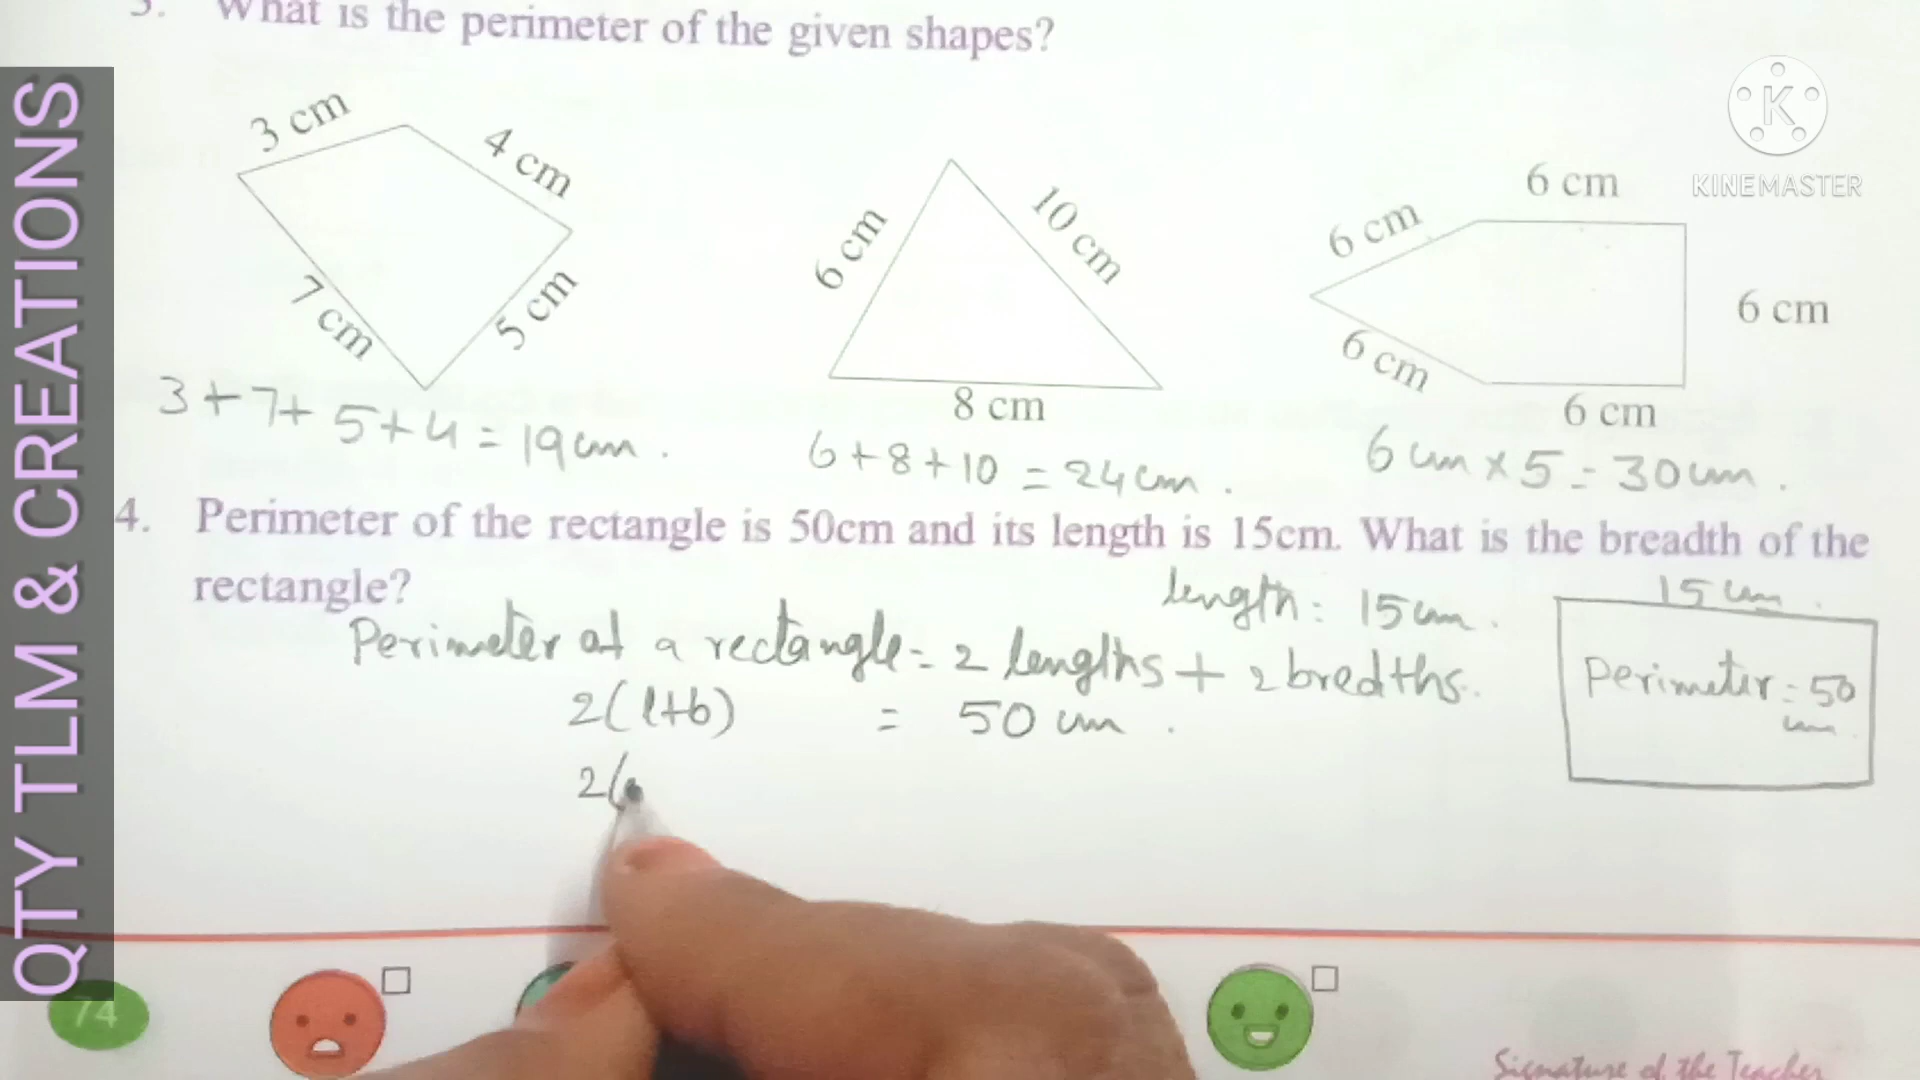 3. What is the perimeter of the given shapes?
3 cm
4 cm
7 cm
5 cm
6 cm
10 cm
8 cm
6 cm
6 cm
6 cm
6 cm
6 cm
K
KINEMASTER
3+7+5+4 = 19cm.
6+8+10 = 24cm.
6cm x 5 = 30cm.
4. Perimeter of the rectangle is 50cm and its length is 15cm. What is the breadth of the
rectangle?
length: 15cm.
15cm.
Perimeter of a rectangle = 2 lengths + 2 bredths.
Perimeter = 50
cm
2(l+b) = 50 cm.
2(
74
Signature of the Teacher
QTY TLM & CREATIONS